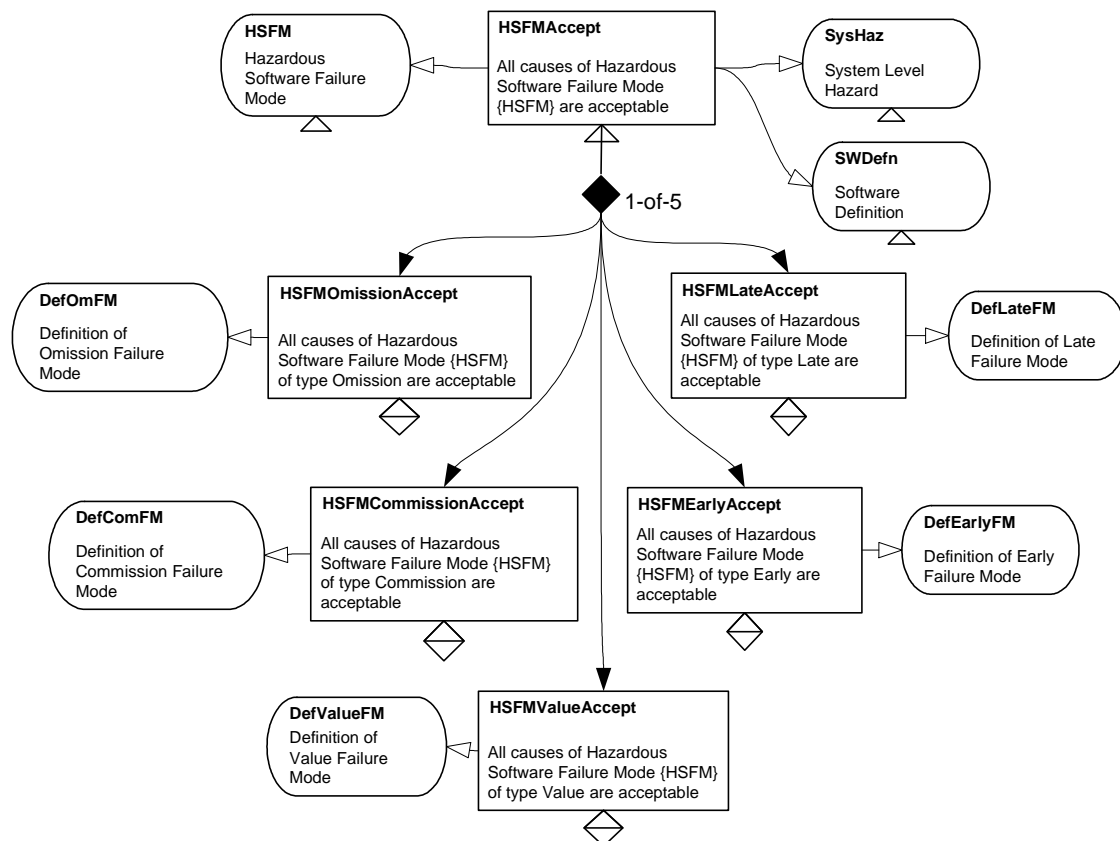 HSFM
Hazardous
Software Failure
Mode
HSFMAccept
All causes of Hazardous
Software Failure Mode
{HSFM} are acceptable
SysHaz
System Level
Hazard
SWDefn
Software
Definition
1-of-5
DefOmFM
Definition of
Omission Failure
Mode
HSFMOmissionAccept
All causes of Hazardous
Software Failure Mode {HSFM}
of type Omission are acceptable
HSFMLateAccept
All causes of Hazardous
Software Failure Mode
{HSFM} of type Late are
acceptable
DefLateFM
Definition of Late
Failure Mode
DefComFM
Definition of
Commission Failure
Mode
HSFMCommissionAccept
All causes of Hazardous
Software Failure Mode {HSFM}
of type Commission are
acceptable
HSFMEarlyAccept
All causes of Hazardous
Software Failure Mode
{HSFM} of type Early are
acceptable
DefEarlyFM
Definition of Early
Failure Mode
DefValueFM
Definition of
Value Failure
Mode
HSFMValueAccept
All causes of Hazardous
Software Failure Mode {HSFM}
of type Value are acceptable